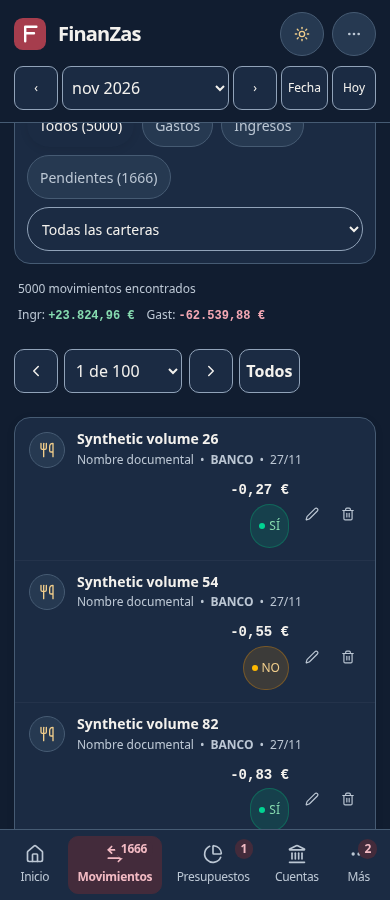 FinanZas
‹ nov 2026 › Fecha Hoy
Todos (5000) Gastos Ingresos
Pendientes (1666)
Todas las carteras
5000 movimientos encontrados
Ingr: +23.824,96 € Gast: -62.539,88 €
1 de 100 Todos
Synthetic volume 26
Nombre documental • BANCO • 27/11
-0,27 €
SÍ
Synthetic volume 54
Nombre documental • BANCO • 27/11
-0,55 €
NO
Synthetic volume 82
Nombre documental • BANCO • 27/11
-0,83 €
SÍ
1666 1 2
Inicio Movimientos Presupuestos Cuentas Más